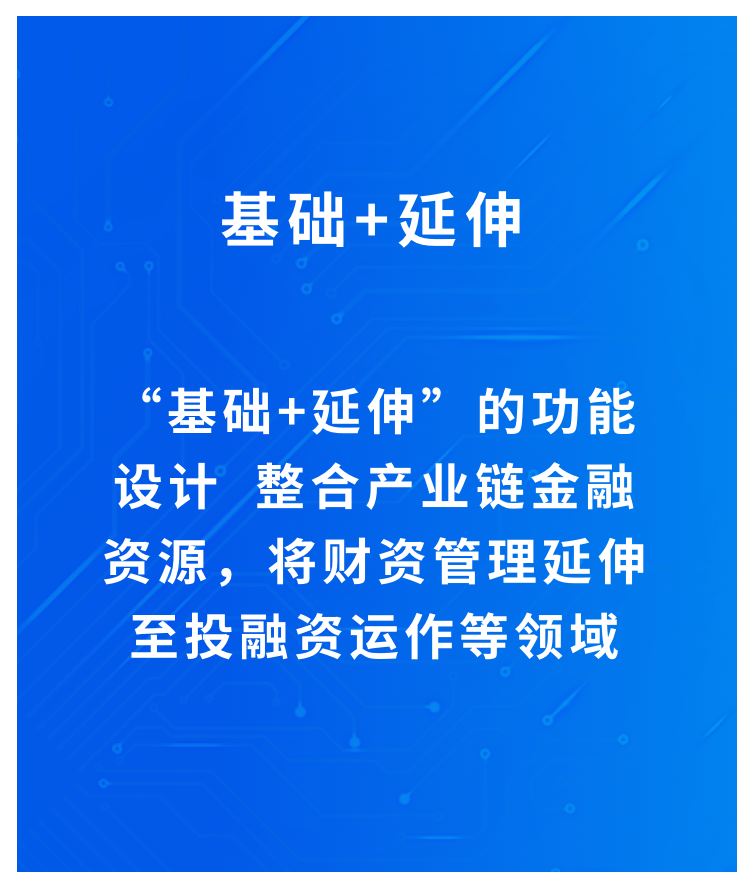 基础+延伸
“基础+延伸”的功能
设计 整合产业链金融
资源，将财资管理延伸
至投融资运作等领域